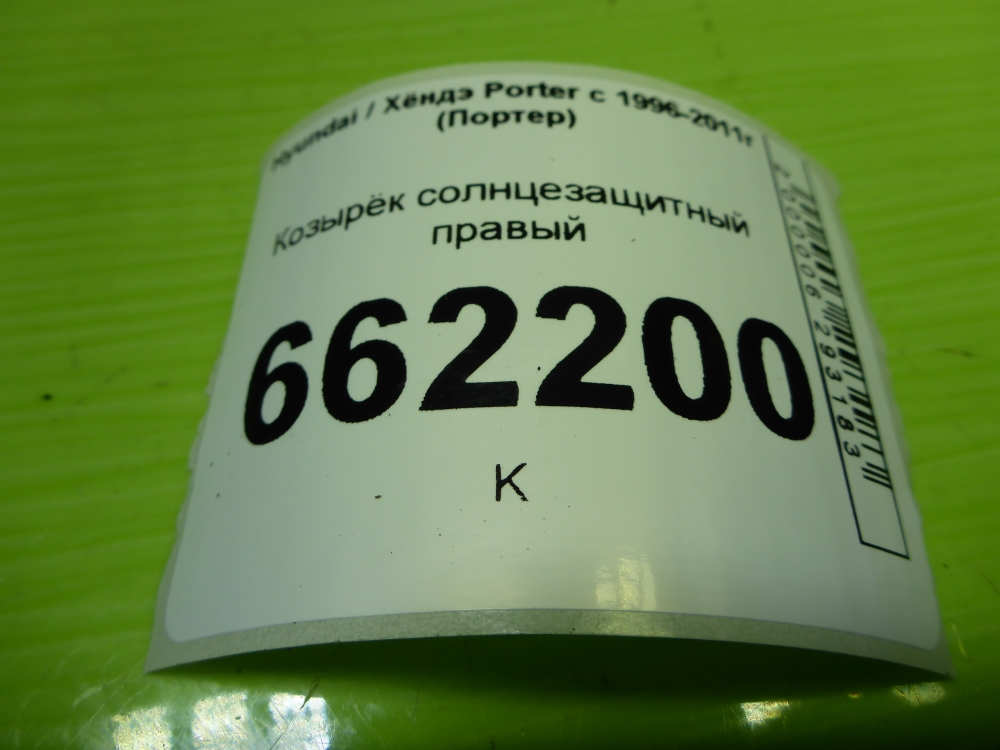 Hyundai / Хёндэ Porter с 1996-2011г
(Портер)
Козырёк солнцезащитный
правый
662200
К